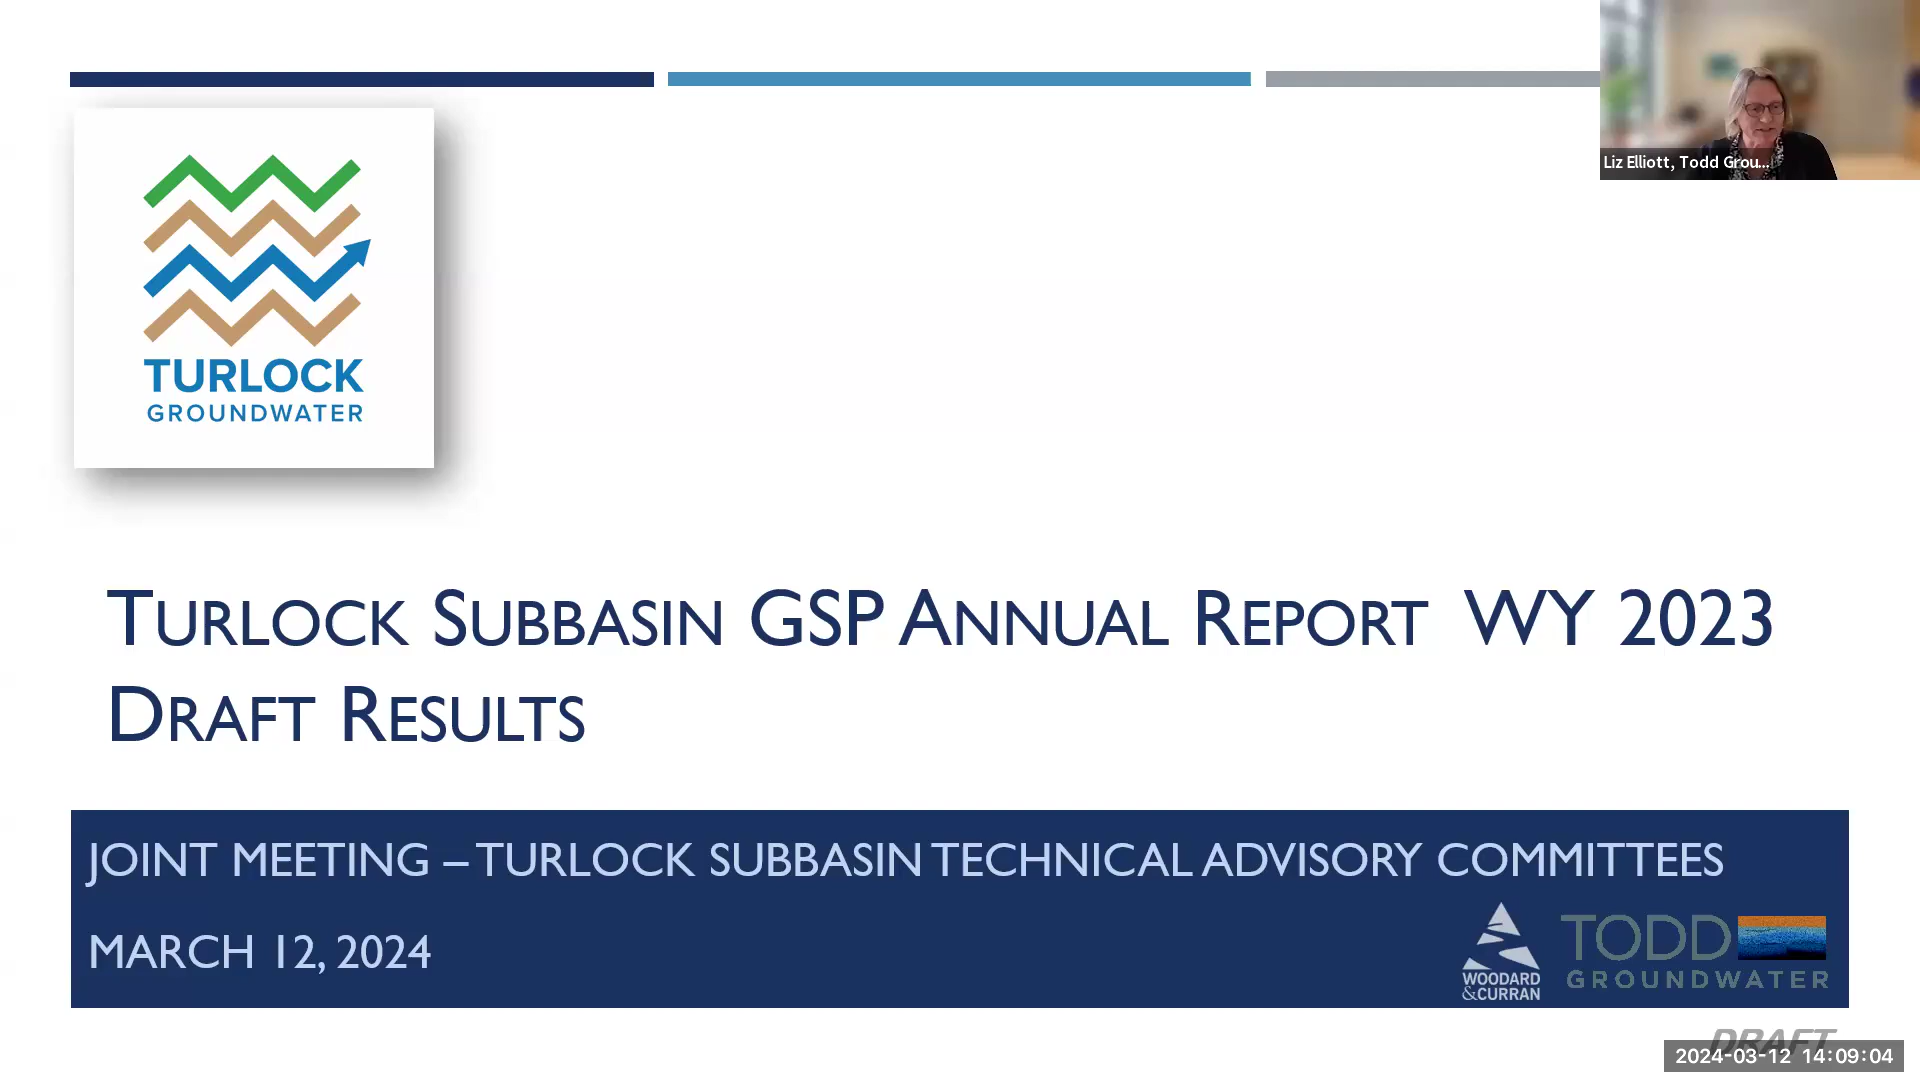 Liz Elliott, Todd Grou...
TURLOCK
GROUNDWATER
TURLOCK SUBBASIN GSP ANNUAL REPORT WY 2023
DRAFT RESULTS
JOINT MEETING – TURLOCK SUBBASIN TECHNICAL ADVISORY COMMITTEES
MARCH 12, 2024
WOODARD
&CURRAN
TODD
GROUNDWATER
DRAFT
2024-03-12 14:09:04